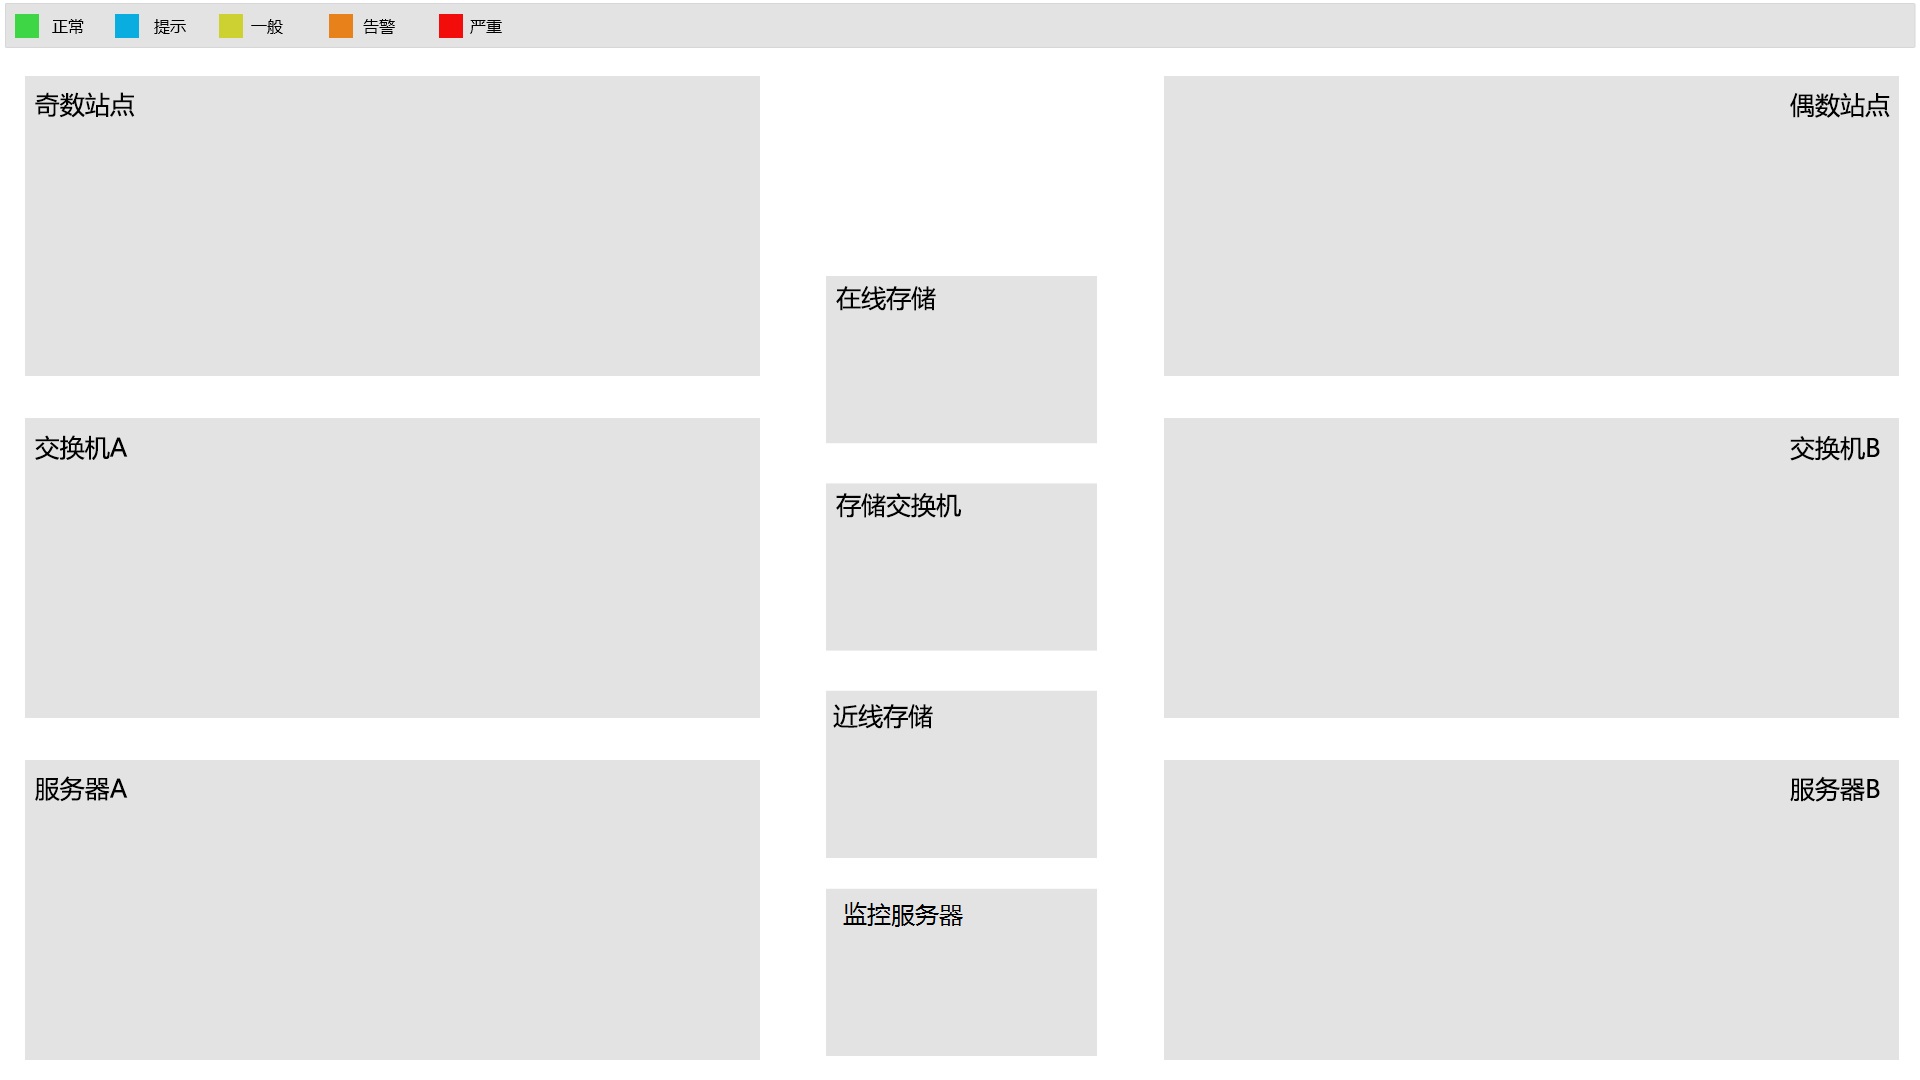 正常 提示 一般 告警 严重
奇数站点
偶数站点
在线存储
交换机A
交换机B
存储交换机
近线存储
服务器A
服务器B
监控服务器